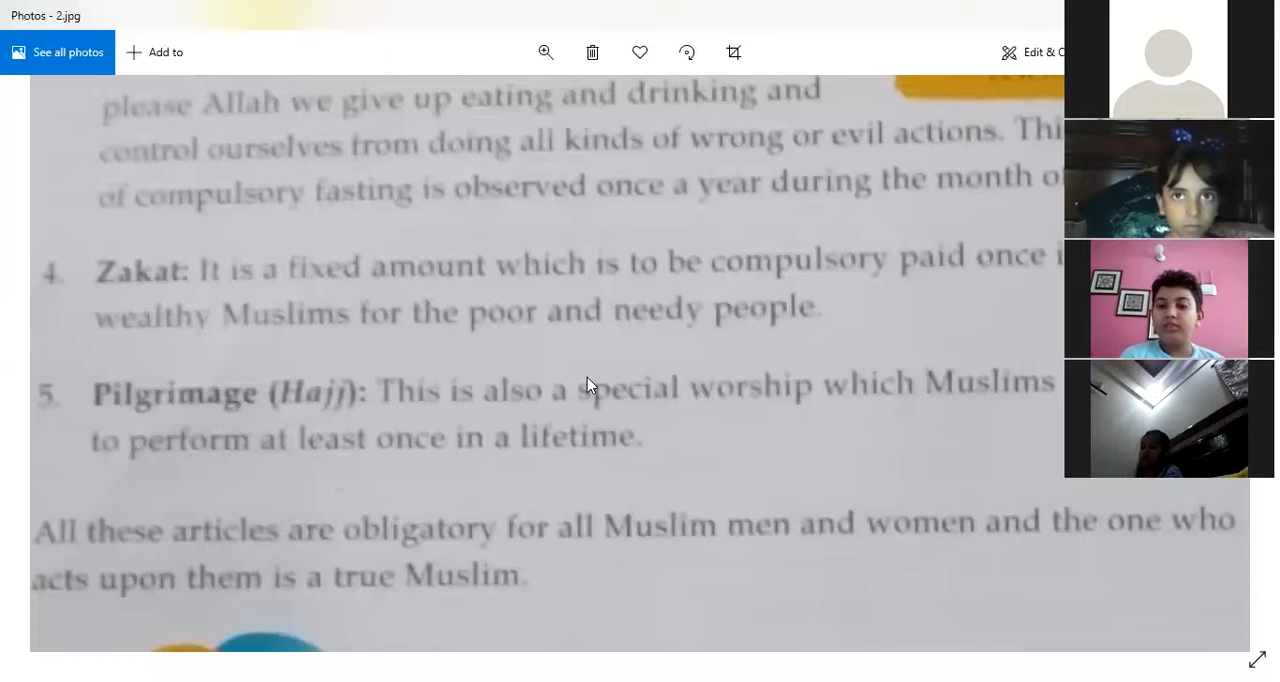 Photos - 2.jpg
See all photos
Add to
Edit & C
please Allah we give up eating and drinking and
control ourselves from doing all kinds of wrong or evil actions. Thi
of compulsory fasting is observed once a year during the month o
4. Zakat: It is a fixed amount which is to be compulsory paid once i
wealthy Muslims for the poor and needy people.
5. Pilgrimage (Hajj): This is also a special worship which Muslims
to perform at least once in a lifetime.
All these articles are obligatory for all Muslim men and women and the one who
acts upon them is a true Muslim.